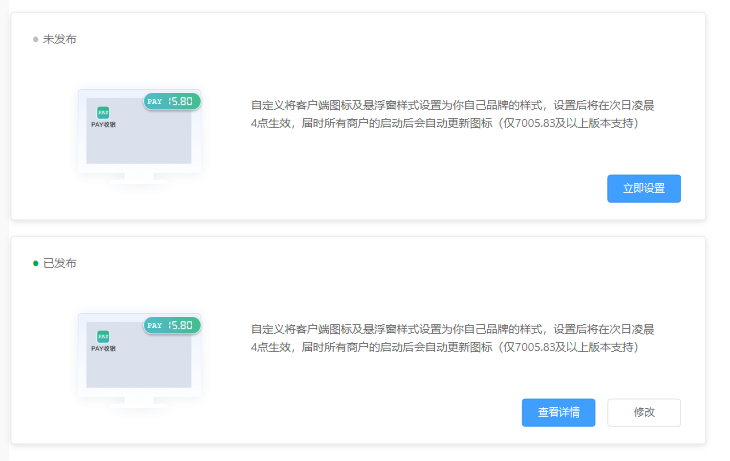 未发布
PAY 15.80
PAY
PAY收银
自定义将客户端图标及悬浮窗样式设置为你自己品牌的样式，设置后将在次日凌晨
4点生效，届时所有商户的启动后会自动更新图标（仅7005.83及以上版本支持）
立即设置
已发布
PAY 15.80
PAY
PAY收银
自定义将客户端图标及悬浮窗样式设置为你自己品牌的样式，设置后将在次日凌晨
4点生效，届时所有商户的启动后会自动更新图标（仅7005.83及以上版本支持）
查看详情
修改